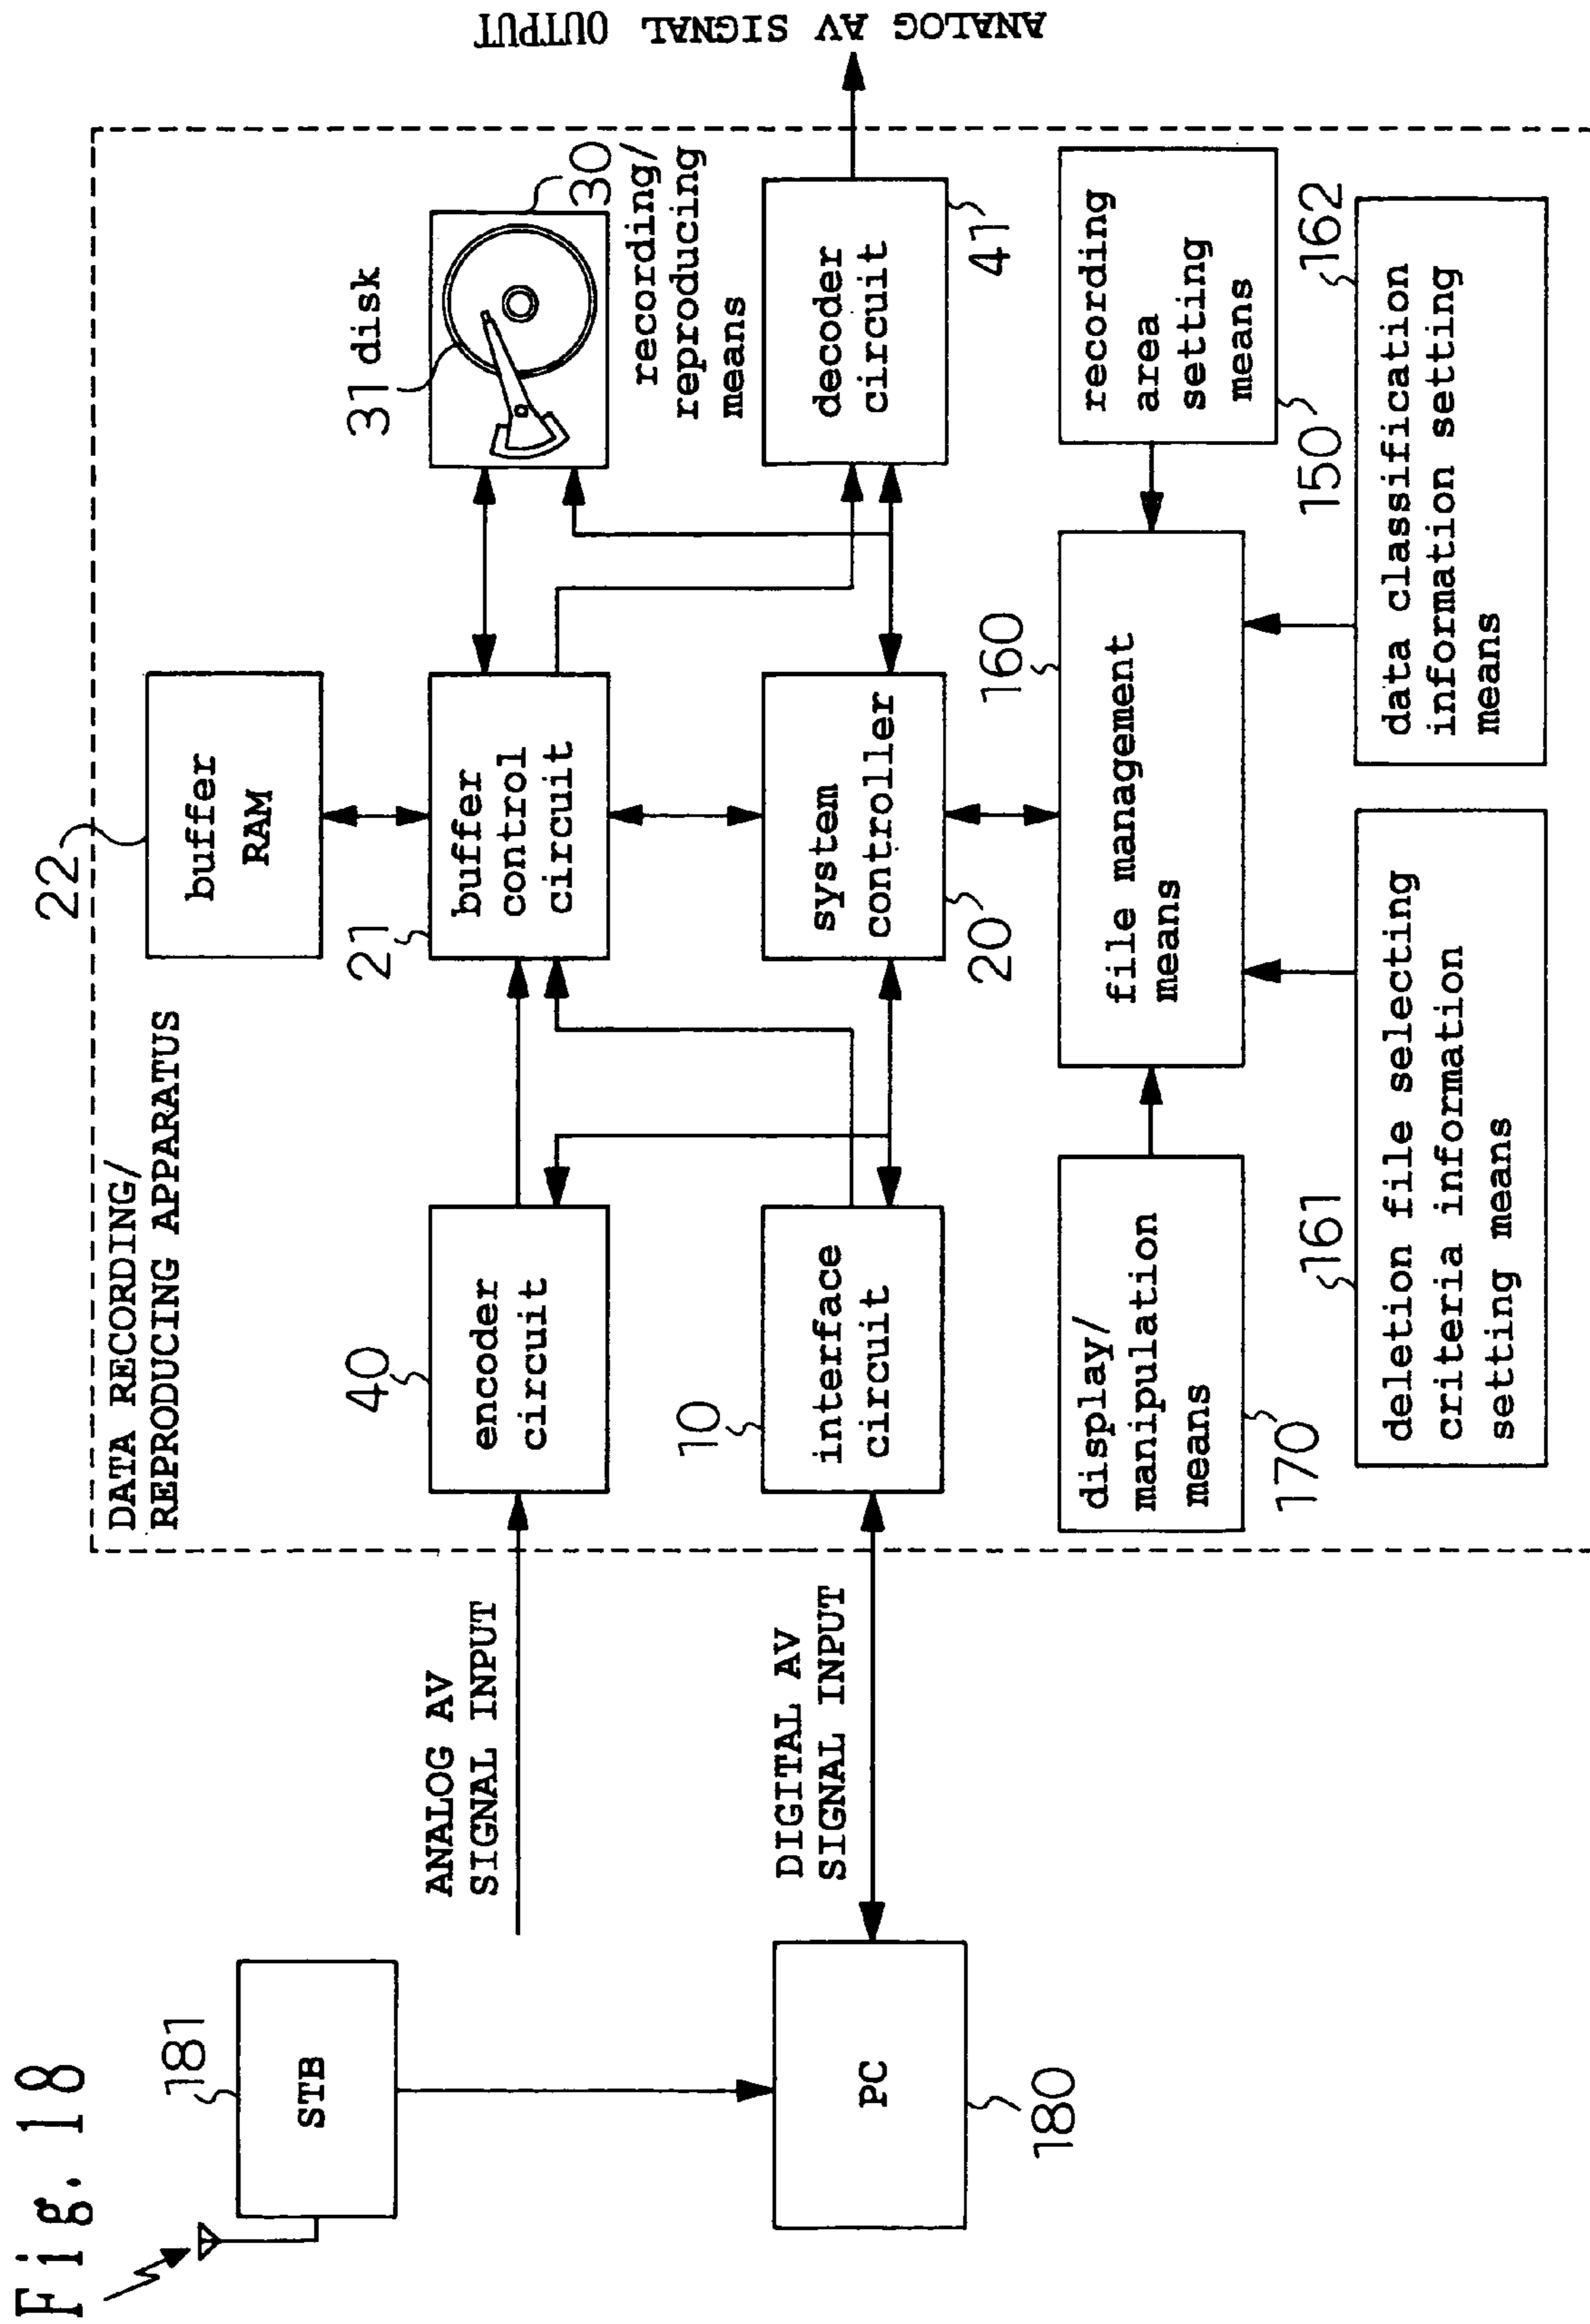 Fig. 18
181
STB
PC
180
ANALOG AV
SIGNAL INPUT
DIGITAL AV
SIGNAL INPUT
DATA RECORDING/
REPRODUCING APPARATUS
22
buffer
RAM
40
encoder
circuit
21
buffer
control
circuit
31 disk
30
recording/
reproducing
means
10
interface
circuit
system
controller
20
decoder
circuit
41
ANALOG AV SIGNAL OUTPUT
display/
manipulation
means
170
160
file management
means
recording
area
setting
means
150
161
deletion file selecting
criteria information
setting means
162
data classification
information setting
means